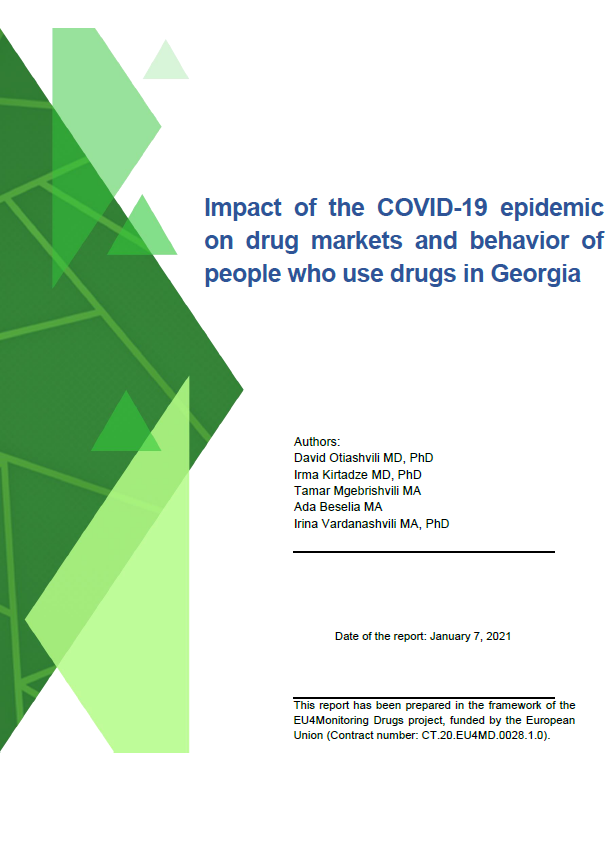 Impact of the COVID-19 epidemic
on drug markets and behavior of
people who use drugs in Georgia
Authors:
David Otiashvili MD, PhD
Irma Kirtadze MD, PhD
Tamar Mgebrishvili MA
Ada Beselia MA
Irina Vardanashvili MA, PhD
Date of the report: January 7, 2021
This report has been prepared in the framework of the
EU4Monitoring Drugs project, funded by the European
Union (Contract number: CT.20.EU4MD.0028.1.0).